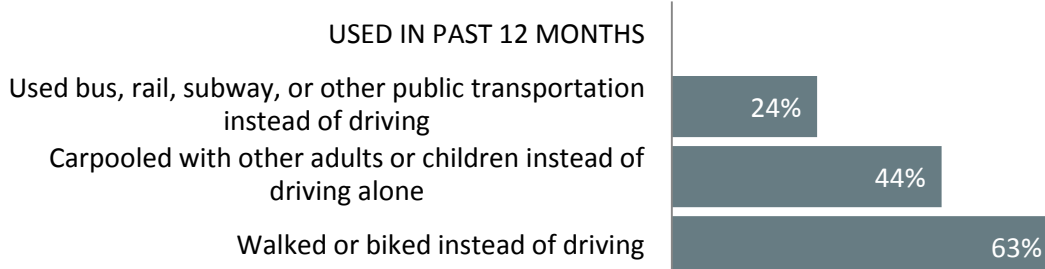 USED IN PAST 12 MONTHS
Used bus, rail, subway, or other public transportation
instead of driving
24%
Carpooled with other adults or children instead of
driving alone
44%
Walked or biked instead of driving
63%